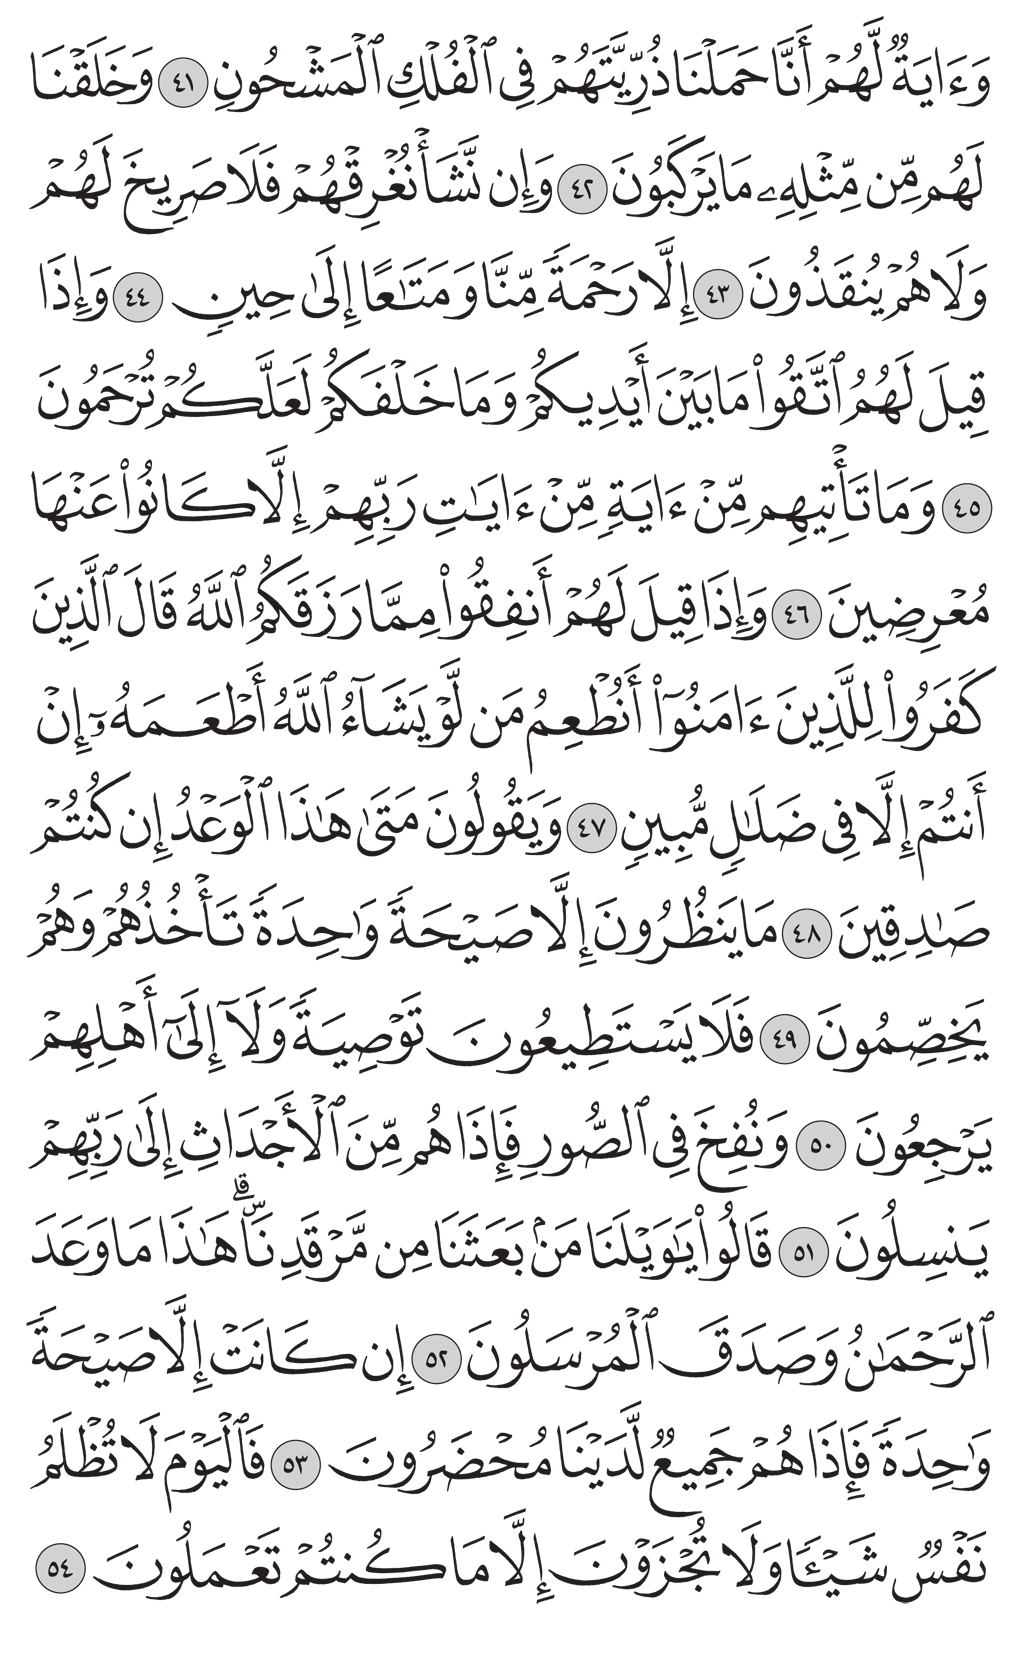 وَءَايَةٌ لَّهُمْ أَنَّا حَمَلْنَا ذُرِّيَّتَهُمْ فِي ٱلْفُلْكِ ٱلْمَشْحُونِ ٤١ وَخَلَقْنَا
لَهُم مِّن مِّثْلِهِۦ مَا يَرْكَبُونَ ٤٢ وَإِن نَّشَأْ نُغْرِقْهُمْ فَلَا صَرِيخَ لَهُمْ
وَلَا هُمْ يُنقَذُونَ ٤٣ إِلَّا رَحْمَةً مِّنَّا وَمَتَـٰعًا إِلَىٰ حِينٍ ٤٤ وَإِذَا
قِيلَ لَهُمُ ٱتَّقُوا۟ مَا بَيْنَ أَيْدِيكُمْ وَمَا خَلْفَكُمْ لَعَلَّكُمْ تُرْحَمُونَ
٤٥ وَمَا تَأْتِيهِم مِّنْ ءَايَةٍ مِّنْ ءَايَـٰتِ رَبِّهِمْ إِلَّا كَانُوا۟ عَنْهَا
مُعْرِضِينَ ٤٦ وَإِذَا قِيلَ لَهُمْ أَنفِقُوا۟ مِمَّا رَزَقَكُمُ ٱللَّهُ قَالَ ٱلَّذِينَ
كَفَرُوا۟ لِلَّذِينَ ءَامَنُوٓا۟ أَنُطْعِمُ مَن لَّوْ يَشَآءُ ٱللَّهُ أَطْعَمَهُۥٓ إِنْ
أَنتُمْ إِلَّا فِي ضَلَـٰلٍ مُّبِينٍ ٤٧ وَيَقُولُونَ مَتَىٰ هَـٰذَا ٱلْوَعْدُ إِن كُنتُمْ
صَـٰدِقِينَ ٤٨ مَا يَنظُرُونَ إِلَّا صَيْحَةً وَٰحِدَةً تَأْخُذُهُمْ وَهُمْ
يَخِصِّمُونَ ٤٩ فَلَا يَسْتَطِيعُونَ تَوْصِيَةً وَلَآ إِلَىٰٓ أَهْلِهِمْ
يَرْجِعُونَ ٥٠ وَنُفِخَ فِي ٱلصُّورِ فَإِذَا هُم مِّنَ ٱلْأَجْدَاثِ إِلَىٰ رَبِّهِمْ
يَنسِلُونَ ٥١ قَالُوا۟ يَـٰوَيْلَنَا مَنۢ بَعَثَنَا مِن مَّرْقَدِنَاۜۗ هَـٰذَا مَا وَعَدَ
ٱلرَّحْمَـٰنُ وَصَدَقَ ٱلْمُرْسَلُونَ ٥٢ إِن كَانَتْ إِلَّا صَيْحَةً
وَٰحِدَةً فَإِذَا هُمْ جَمِيعٌ لَّدَيْنَا مُحْضَرُونَ ٥٣ فَٱلْيَوْمَ لَا تُظْلَمُ
نَفْسٌ شَيْـًٔا وَلَا تُجْزَوْنَ إِلَّا مَا كُنتُمْ تَعْمَلُونَ ٥٤